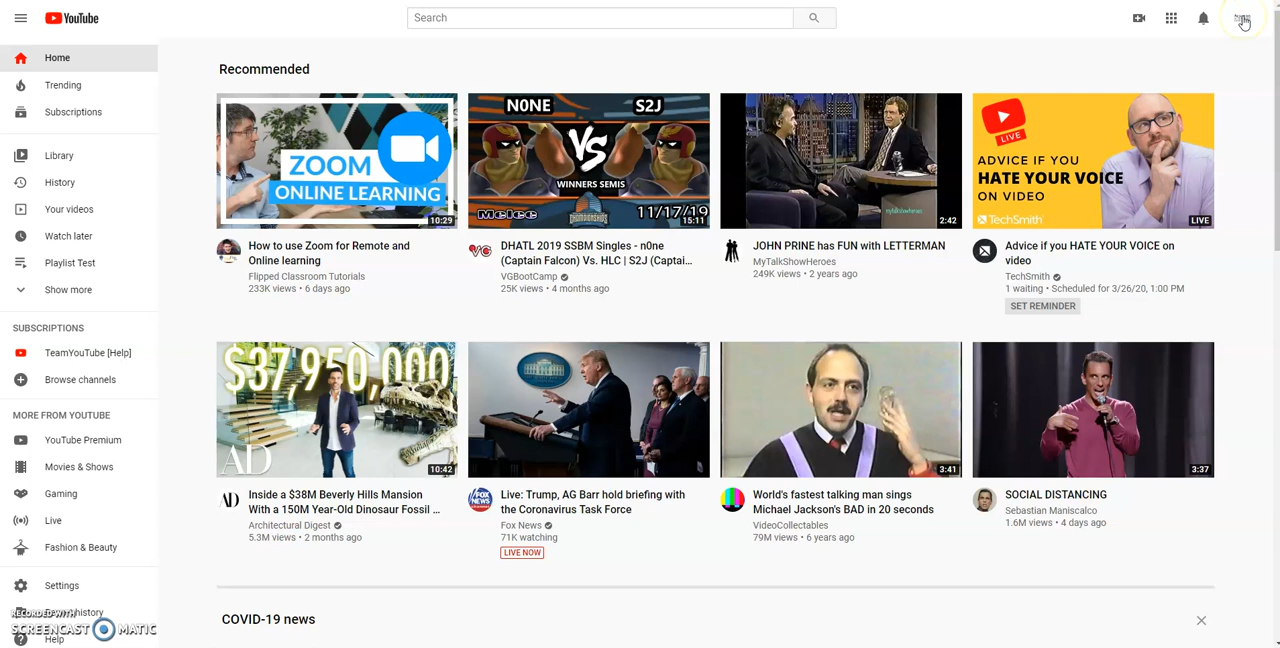 YouTube
Search
Home
Trending
Subscriptions
Library
History
Your videos
Watch later
Playlist Test
Show more
SUBSCRIPTIONS
TeamYouTube [Help]
Browse channels
MORE FROM YOUTUBE
YouTube Premium
Movies & Shows
Gaming
Live
Fashion & Beauty
Settings
history
Help
RECORDED WITH
SCREENCAST MATIC
Recommended
ZOOM
ONLINE LEARNING
10:29
How to use Zoom for Remote and
Online learning
Flipped Classroom Tutorials
233K views • 6 days ago
N0NE
S2J
VS
WINNERS SEMIS
Melee
CHAMPIONSHIPS
11/17/19
15:11
VG
DHATL 2019 SSBM Singles - n0ne
(Captain Falcon) Vs. HLC | S2J (Captai...
VGBootCamp
25K views • 4 months ago
mytalkshowheroes
2:42
JOHN PRINE has FUN with LETTERMAN
MyTalkShowHeroes
249K views • 2 years ago
LIVE
ADVICE IF YOU
HATE YOUR VOICE
ON VIDEO
TechSmith
LIVE
Advice if you HATE YOUR VOICE on
video
TechSmith
1 waiting • Scheduled for 3/26/20, 1:00 PM
SET REMINDER
$37,950,000
AD
10:42
AD
Inside a $38M Beverly Hills Mansion
With a 150M Year-Old Dinosaur Fossil ...
Architectural Digest
5.3M views • 2 months ago
FOX NEWS
Live: Trump, AG Barr hold briefing with
the Coronavirus Task Force
Fox News
71K watching
LIVE NOW
3:41
World's fastest talking man sings
Michael Jackson's BAD in 20 seconds
VideoCollectables
79M views • 6 years ago
3:37
SOCIAL DISTANCING
Sebastian Maniscalco
1.6M views • 4 days ago
COVID-19 news